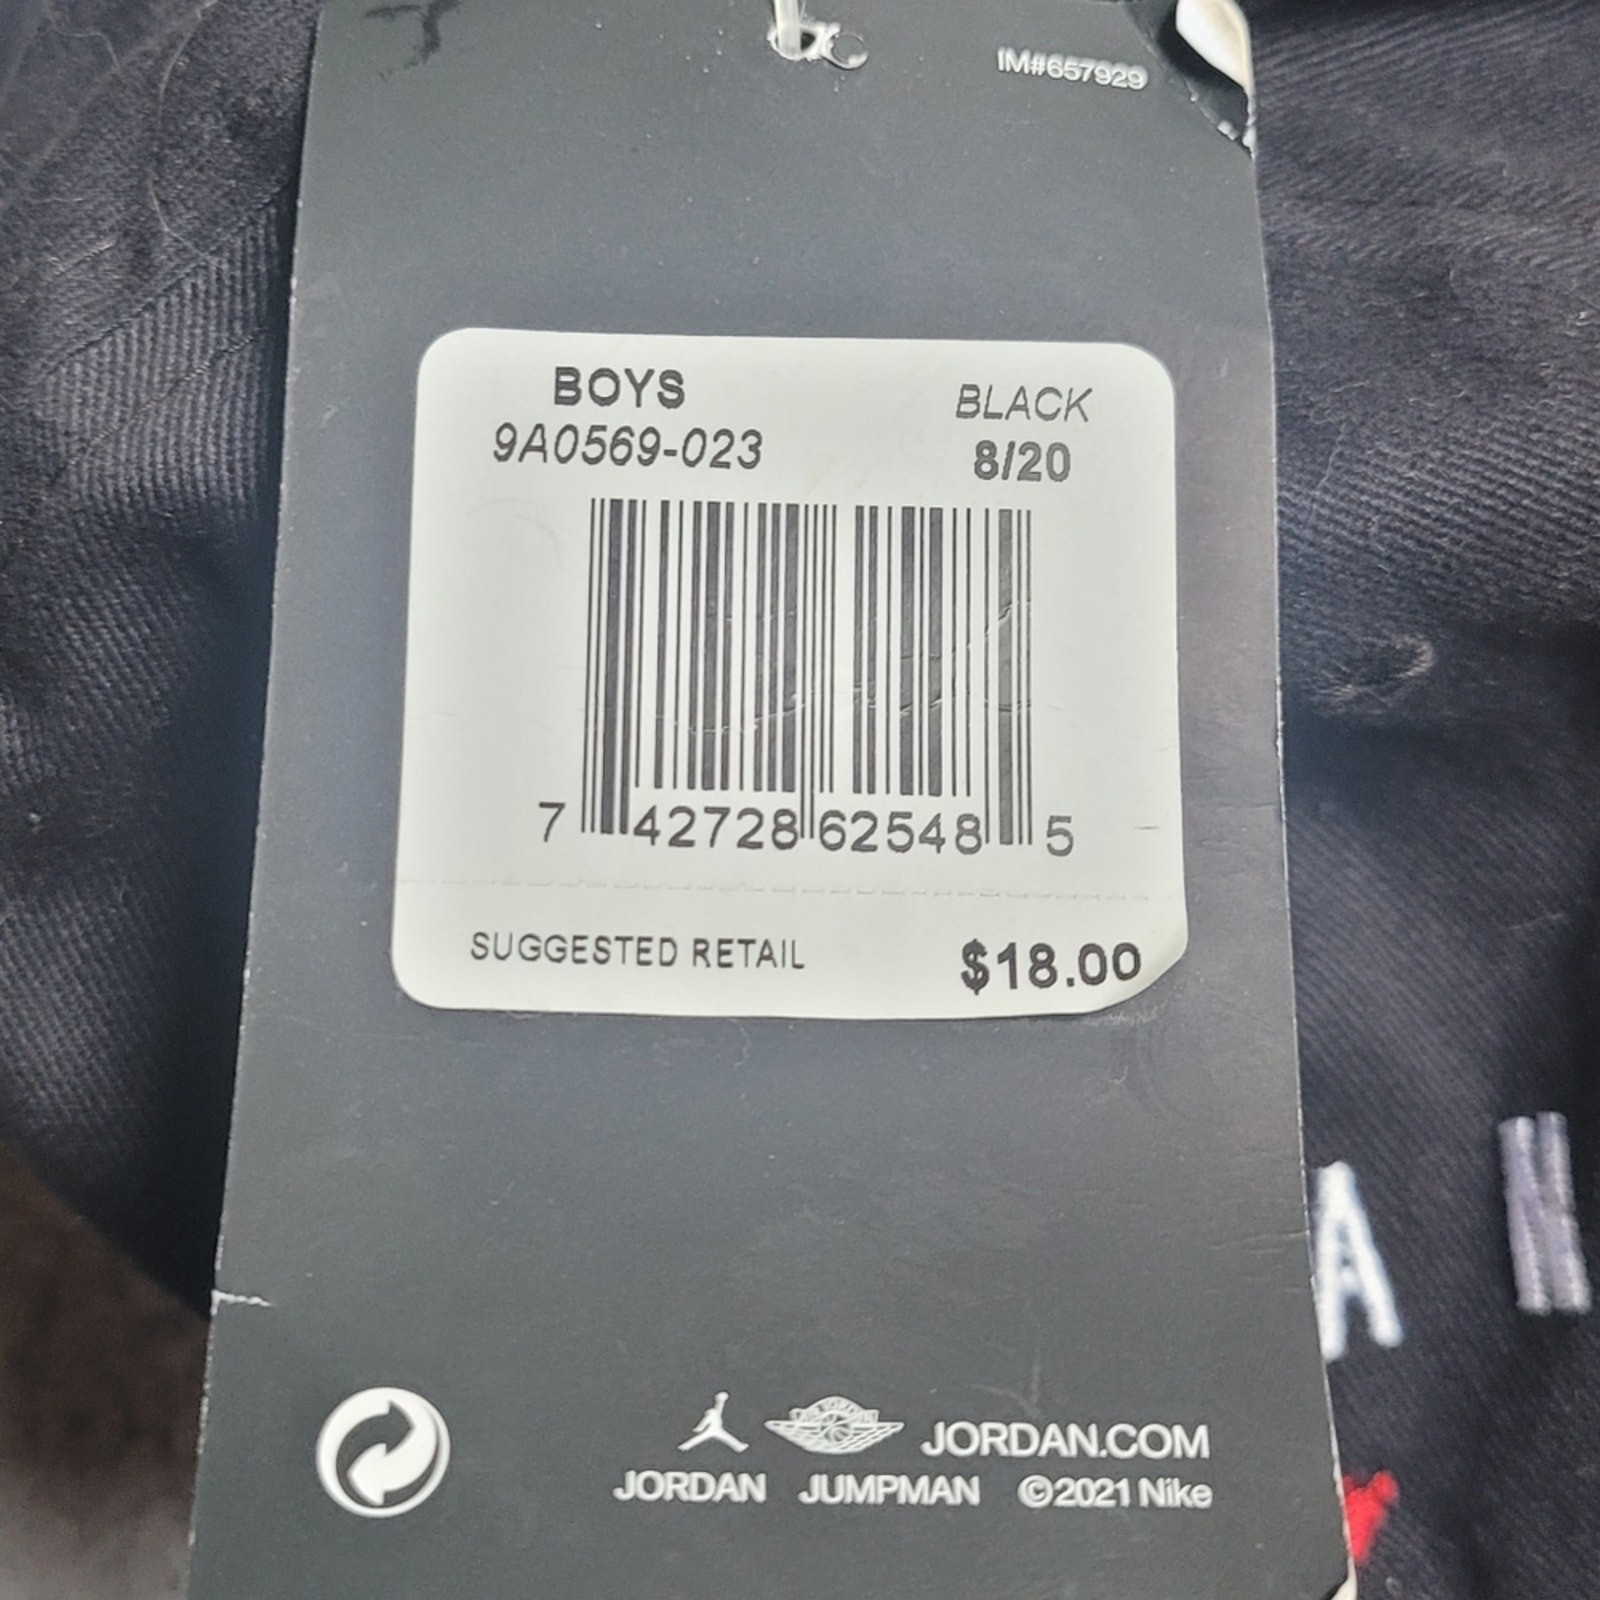 IM#657929
BOYS
BLACK
9A0569-023
8/20
7 42728 62548 5
SUGGESTED RETAIL
$18.00
JORDAN.COM
JORDAN JUMPMAN ©2021 Nike
A